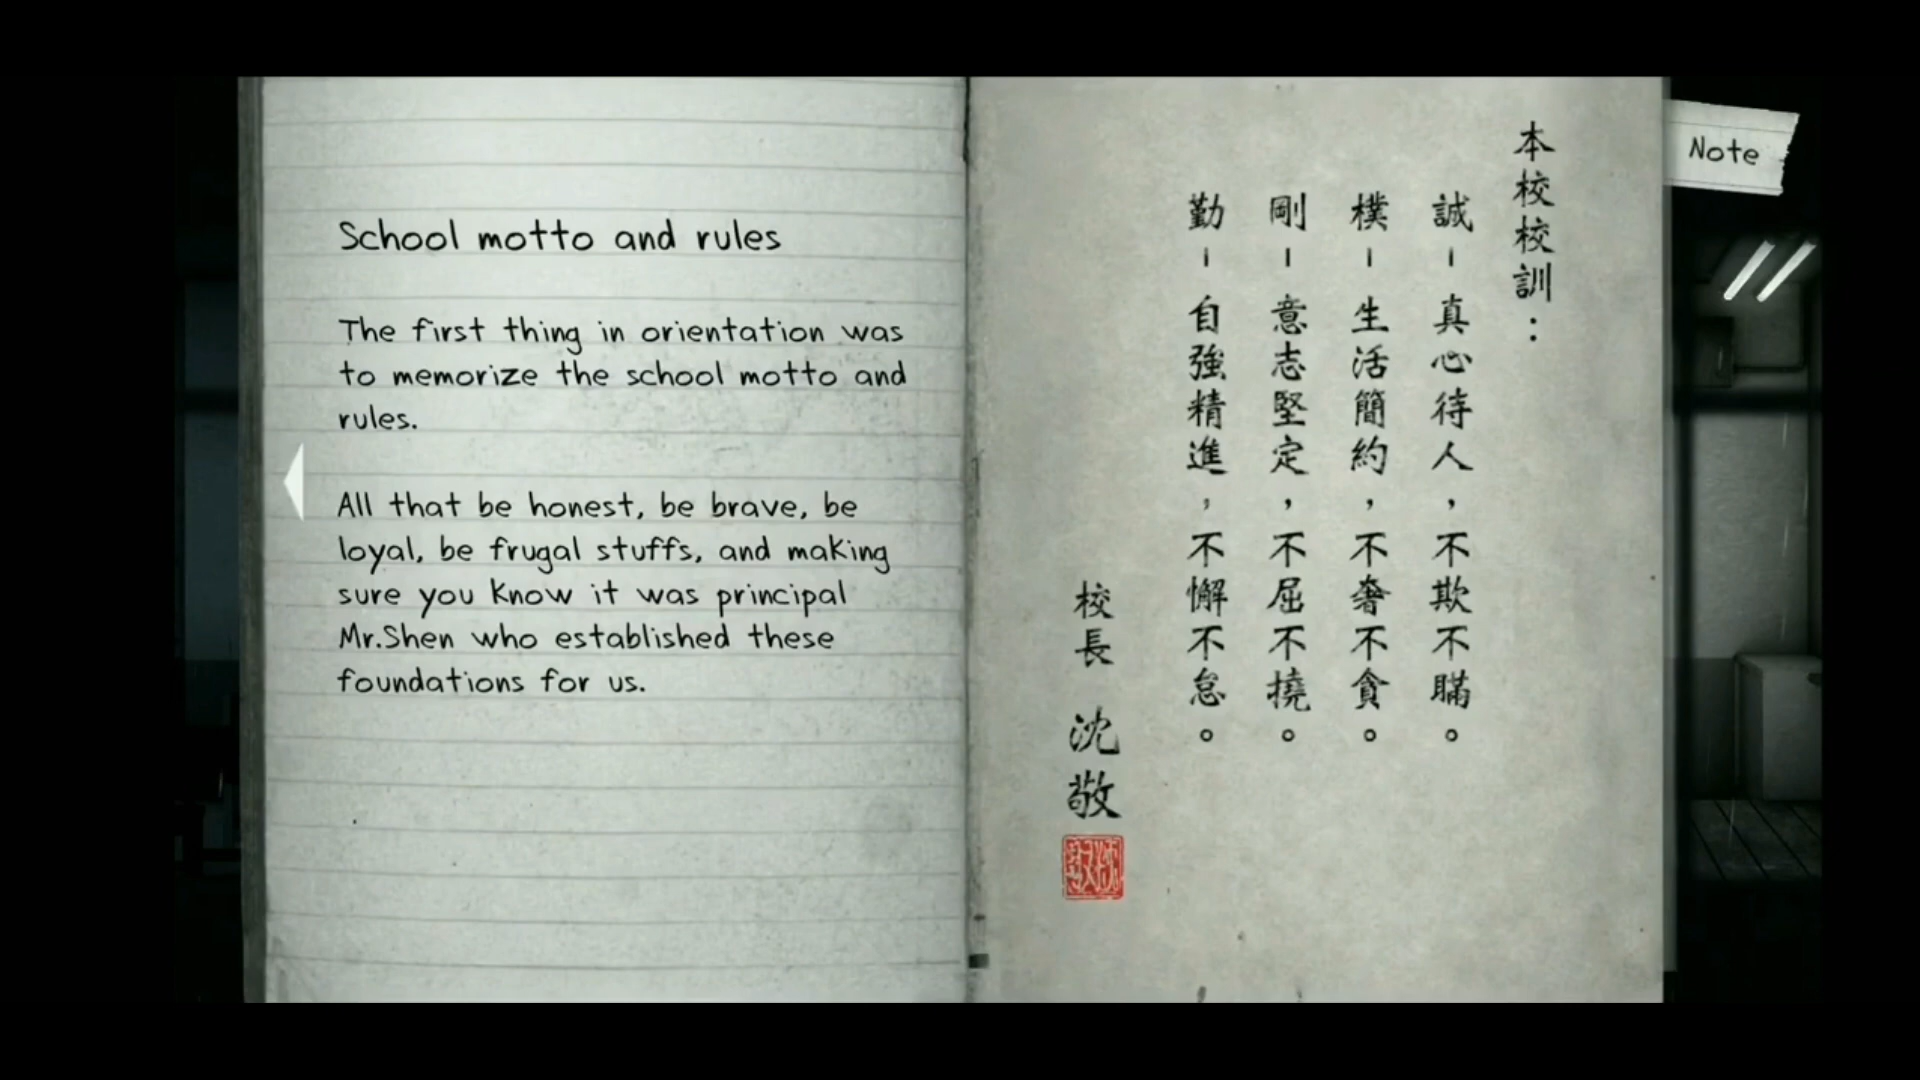 School motto and rules
The first thing in orientation was
to memorize the school motto and
rules.
All that be honest, be brave, be
loyal, be frugal stuffs, and making
sure you know it was principal
Mr.Shen who established these
foundations for us.
本校校訓：
誠－真心待人，不欺不瞞。
樸－生活簡約，不奢不貪。
剛－意志堅定，不屈不撓。
勤－自強精進，不懈不怠。
校長 沈敬
Note